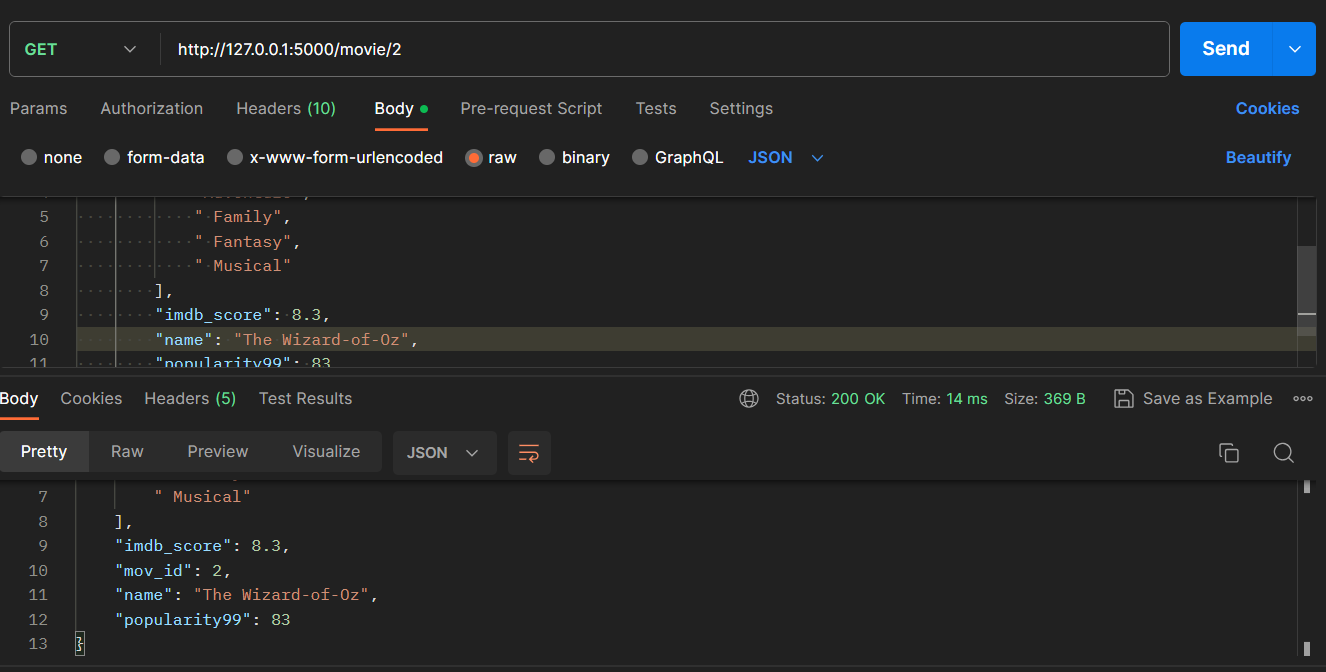 GET http://127.0.0.1:5000/movie/2 Send
Params Authorization Headers (10) Body Pre-request Script Tests Settings Cookies
none form-data x-www-form-urlencoded raw binary GraphQL JSON Beautify
5 " Family",
6 " Fantasy",
7 " Musical"
8 ],
9 "imdb_score": 8.3,
10 "name": "The Wizard-of-Oz",
11 "popularity99": 83
Body Cookies Headers (5) Test Results Status: 200 OK Time: 14 ms Size: 369 B Save as Example
Pretty Raw Preview Visualize JSON
7 " Musical"
8 ],
9 "imdb_score": 8.3,
10 "mov_id": 2,
11 "name": "The Wizard-of-Oz",
12 "popularity99": 83
13 }